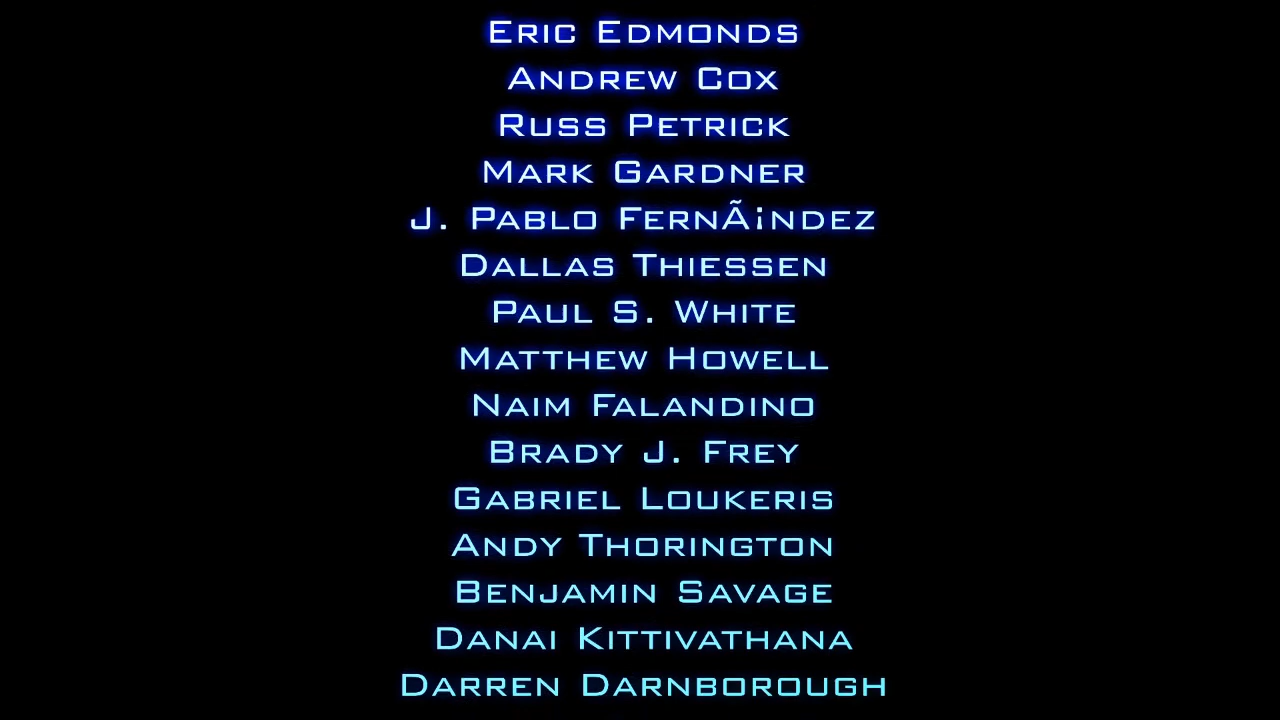 Eric Edmonds
Andrew Cox
Russ Petrick
Mark Gardner
J. Pablo FernÃ¡ndez
Dallas Thiessen
Paul S. White
Matthew Howell
Naim Falandino
Brady J. Frey
Gabriel Loukeris
Andy Thorington
Benjamin Savage
Danai Kittivathana
Darren Darnborough